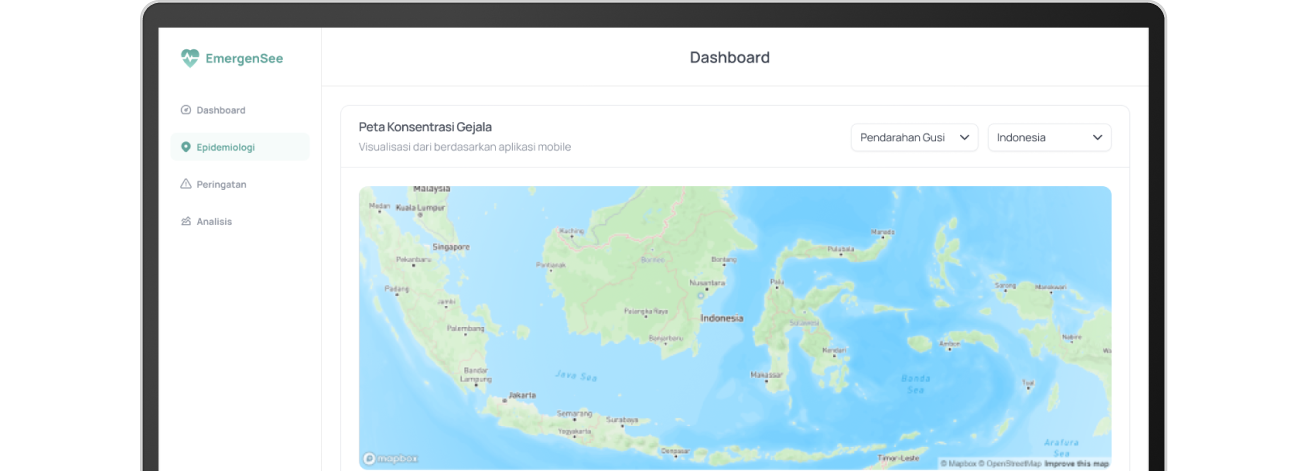 EmergenSee
Dashboard
Dashboard
Epidemiologi
Peringatan
Analisis
Peta Konsentrasi Gejala
Visualisasi dari berdasarkan aplikasi mobile
Pendarahan Gusi
Indonesia
Malaysia
Medan
Kuala Lumpur
Singapore
Pekanbaru
Padang
Jambi
Palembang
Bandar
Lampung
Jakarta
Java Sea
Semarang
Surabaya
Yogyakarta
Denpasar
Kuching
Pontianak
Borneo
Bontang
Nusantara
Palangka Raya
Indonesia
Banjarbaru
Manado
Palu
Sulawesi
Kendari
Makassar
Ambon
Banda
Sea
Sorong
Manokwari
Nabire
Tual
Arafura
Sea
Timor-Leste
mapbox
© Mapbox © OpenStreetMap Improve this map